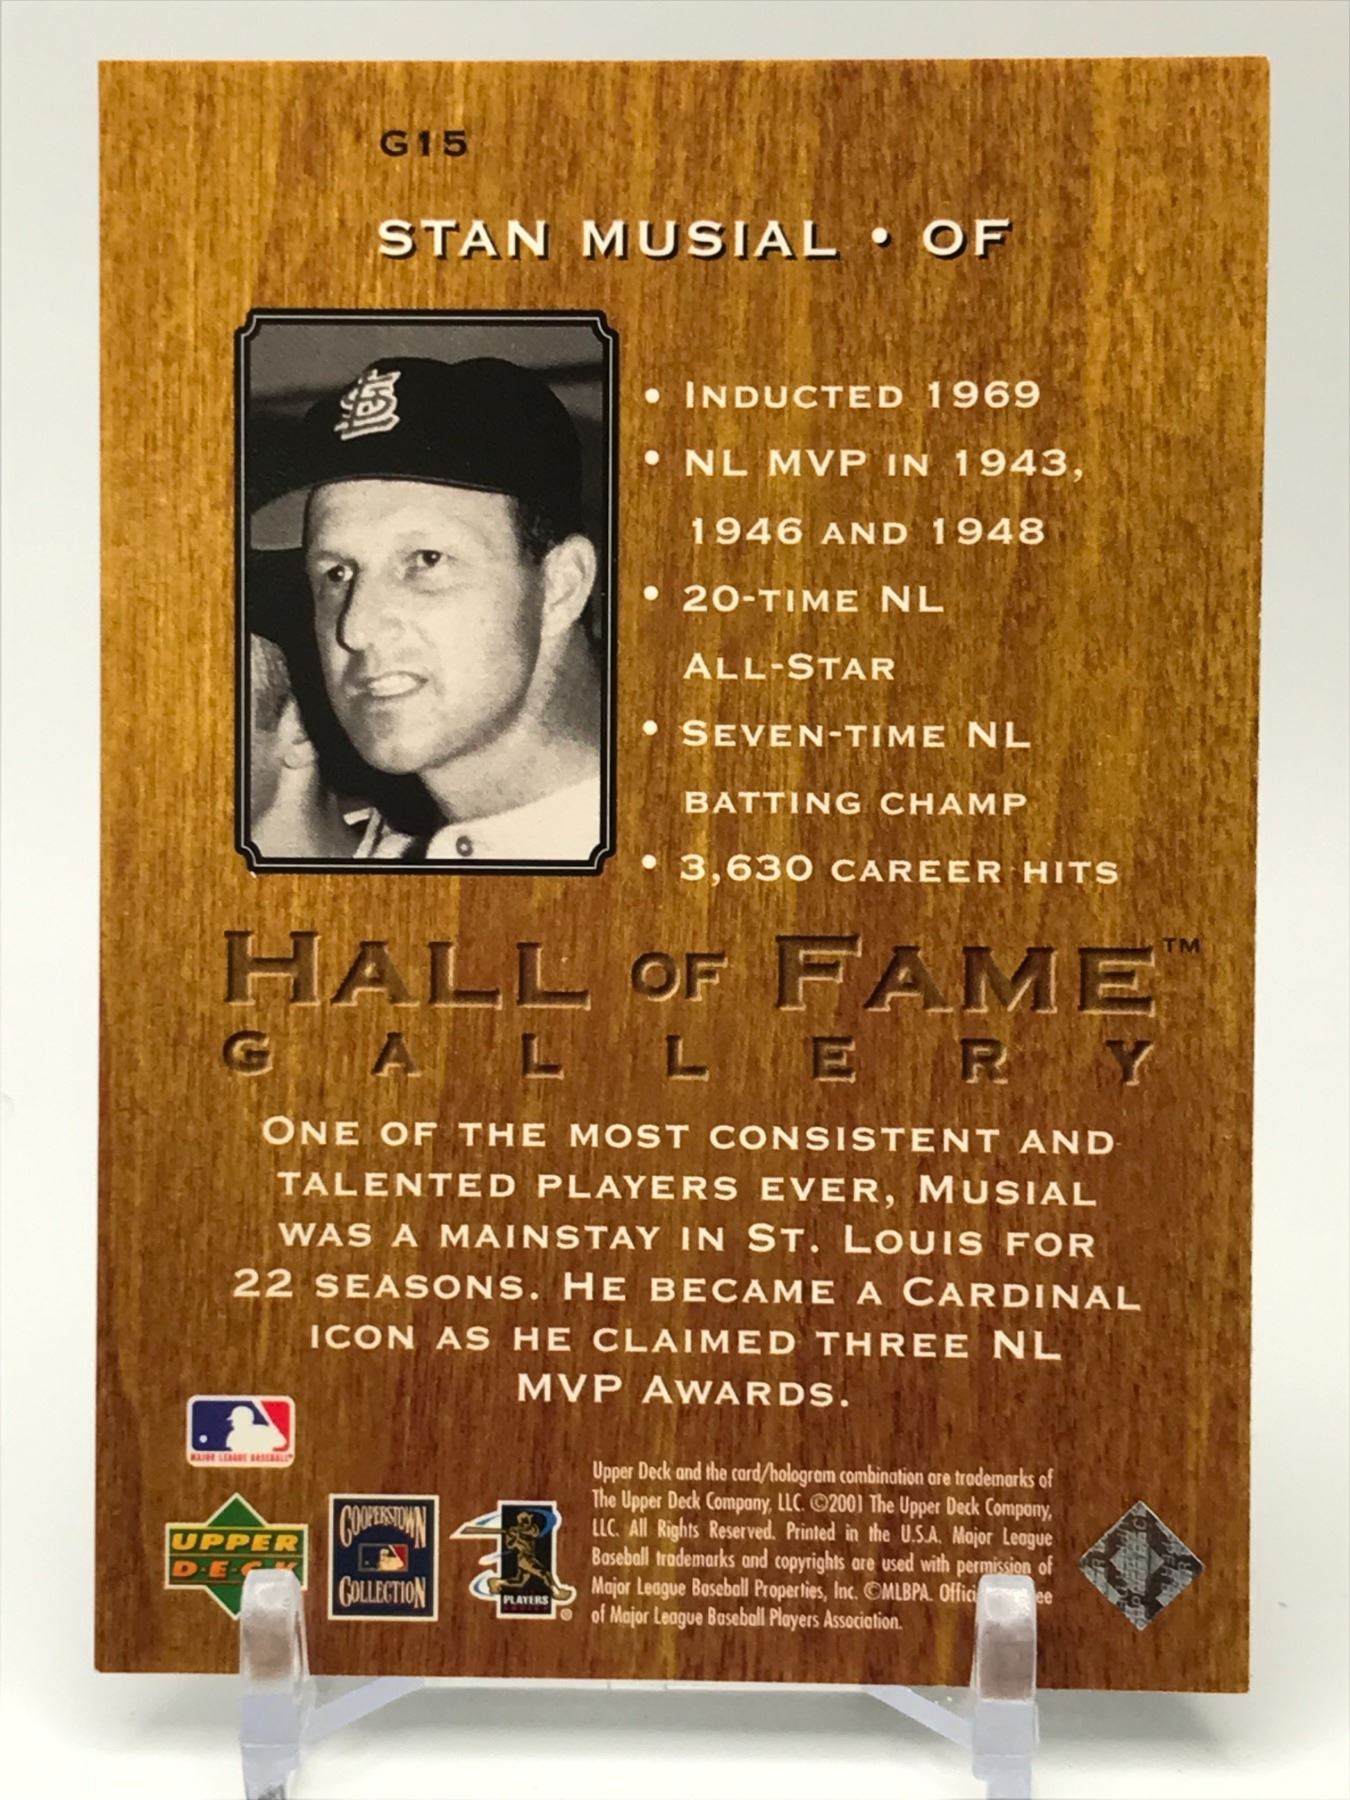 G15
STAN MUSIAL • OF
• INDUCTED 1969
• NL MVP IN 1943,
1946 AND 1948
• 20-TIME NL
ALL-STAR
• SEVEN-TIME NL
BATTING CHAMP
• 3,630 CAREER HITS
HALL OF FAME™
GALLERY
ONE OF THE MOST CONSISTENT AND
TALENTED PLAYERS EVER, MUSIAL
WAS A MAINSTAY IN ST. LOUIS FOR
22 SEASONS. HE BECAME A CARDINAL
ICON AS HE CLAIMED THREE NL
MVP AWARDS.
MAJOR LEAGUE BASEBALL
UPPER
DECK
COOPERSTOWN
COLLECTION
PLAYERS
Upper Deck and the card/hologram combination are trademarks of
The Upper Deck Company, LLC. ©2001 The Upper Deck Company,
LLC. All Rights Reserved. Printed in the U.S.A. Major League
Baseball trademarks and copyrights are used with permission of
Major League Baseball Properties, Inc. ©MLBPA.
of Major League Baseball Players Association.